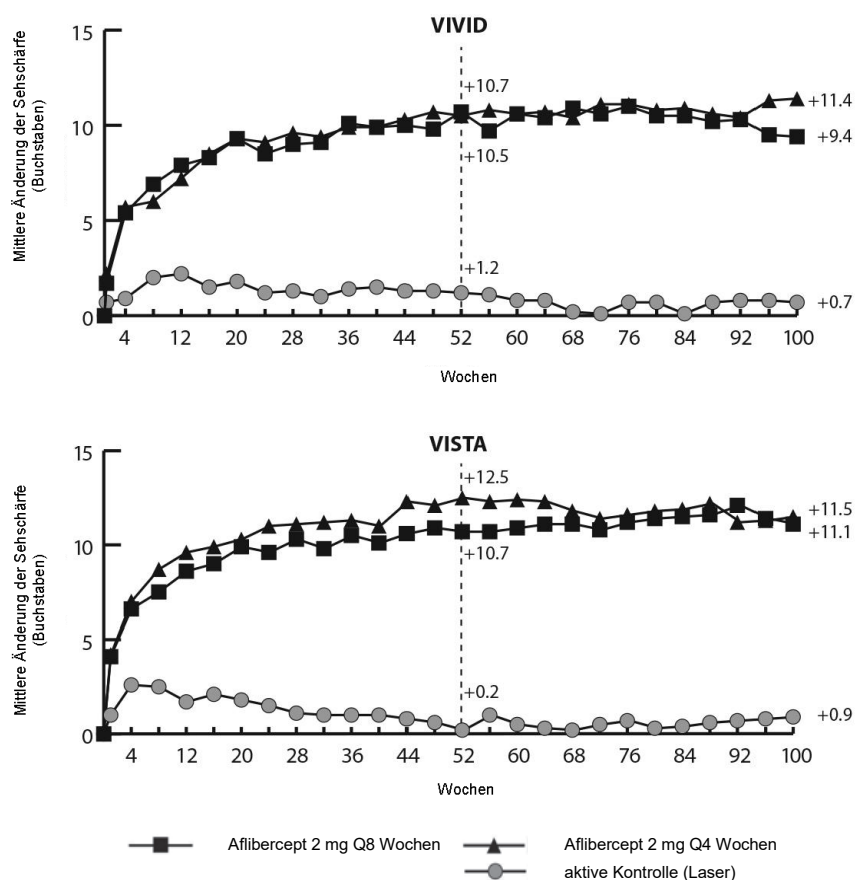 VIVID
Mittlere Änderung der Sehschärfe
(Buchstaben)
15
10
5
0
+10.7
+10.5
+1.2
+11.4
+9.4
+0.7
4 12 20 28 36 44 52 60 68 76 84 92 100
Wochen
VISTA
Mittlere Änderung der Sehschärfe
(Buchstaben)
15
10
5
0
+12.5
+10.7
+0.2
+11.5
+11.1
+0.9
4 12 20 28 36 44 52 60 68 76 84 92 100
Wochen
Aflibercept 2 mg Q8 Wochen
Aflibercept 2 mg Q4 Wochen
aktive Kontrolle (Laser)